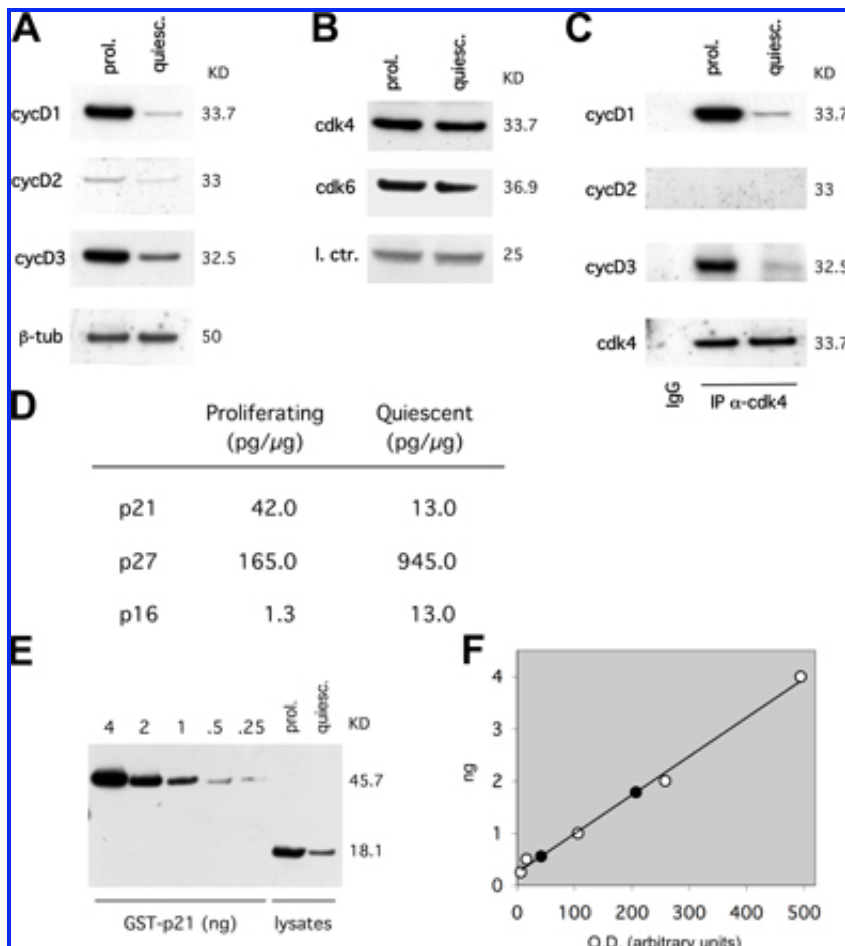 A
prol.
quiesc.
KD
cycD1
33.7
cycD2
33
cycD3
32.5
β-tub
50
B
prol.
quiesc.
KD
cdk4
33.7
cdk6
36.9
l. ctr.
25
C
prol.
quiesc.
KD
cycD1
33.7
cycD2
33
cycD3
32.5
cdk4
33.7
IgG
IP α-cdk4
D
Proliferating Quiescent
(pg/µg) (pg/µg)
p21 42.0 13.0
p27 165.0 945.0
p16 1.3 13.0
E
4 2 1 .5 .25 prol. quiesc. KD
45.7
18.1
GST-p21 (ng) lysates
F
4
3
2
1
0
ng
0 100 200 300 400 500
O.D. (arbitrary units)